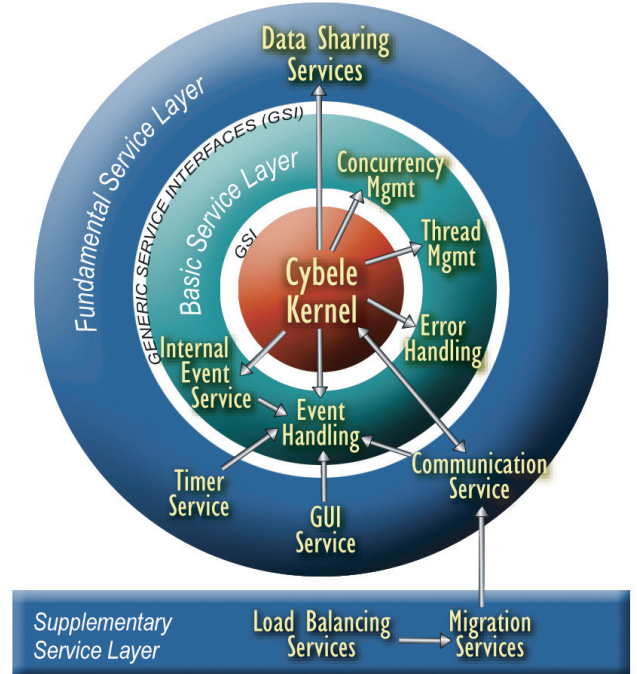 Data Sharing
Services
Fundamental Service Layer
GENERIC SERVICE INTERFACES (GSI)
Basic Service Layer
GSI
Concurrency
Mgmt
Thread
Mgmt
Cybele
Kernel
Error
Handling
Internal
Event
Service
Event
Handling
Timer
Service
GUI
Service
Communication
Service
Supplementary
Service Layer
Load Balancing
Services
Migration
Services